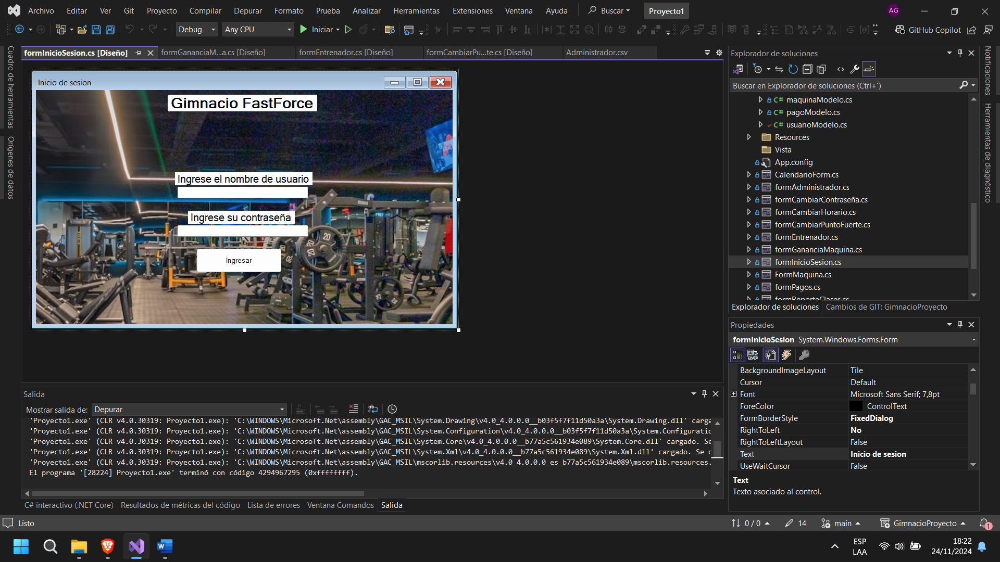 Archivo Editar Ver Git Proyecto Compilar Depurar Formato Prueba Analizar Herramientas Extensiones Ventana Ayuda Buscar Proyecto1 AG
Debug Any CPU Iniciar GitHub Copilot
Cuadro de herramientas
Orígenes de datos
formInicioSesion.cs [Diseño] formGananciaM...a.cs [Diseño] formEntrenador.cs [Diseño] formCambiarPu...te.cs [Diseño] Administrador.csv
Inicio de sesion
Gimnacio FastForce
Ingrese el nombre de usuario
Ingrese su contraseña
Ingresar
20
20
20
Explorador de soluciones
Buscar en Explorador de soluciones (Ctrl+´)
C# maquinaModelo.cs
C# pagoModelo.cs
C# usuarioModelo.cs
Resources
Vista
App.config
CalendarioForm.cs
formAdministrador.cs
formCambiarContraseña.cs
formCambiarHorario.cs
formCambiarPuntoFuerte.cs
formEntrenador.cs
formGananciaMaquina.cs
formInicioSesion.cs
FormMaquina.cs
formPagos.cs
formReporteClases.cs
Explorador de soluciones Cambios de GIT: GimnacioProyecto
Notificaciones
Herramientas de diagnóstico
Propiedades
formInicioSesion System.Windows.Forms.Form
BackgroundImageLayout Tile
Cursor Default
Font Microsoft Sans Serif; 7,8pt
ForeColor ControlText
FormBorderStyle FixedDialog
RightToLeft No
RightToLeftLayout False
Text Inicio de sesion
UseWaitCursor False
Text
Texto asociado al control.
Salida
Mostrar salida de: Depurar
'Proyecto1.exe' (CLR v4.0.30319: Proyecto1.exe): 'C:\WINDOWS\Microsoft.Net\assembly\GAC_MSIL\System.Drawing\v4.0_4.0.0.0__b03f5f7f11d50a3a\System.Drawing.dll' carga
'Proyecto1.exe' (CLR v4.0.30319: Proyecto1.exe): 'C:\WINDOWS\Microsoft.Net\assembly\GAC_MSIL\System.Configuration\v4.0_4.0.0.0__b03f5f7f11d50a3a\System.Configuratio
'Proyecto1.exe' (CLR v4.0.30319: Proyecto1.exe): 'C:\WINDOWS\Microsoft.Net\assembly\GAC_MSIL\System.Core\v4.0_4.0.0.0__b77a5c561934e089\System.Core.dll' cargado. Se
'Proyecto1.exe' (CLR v4.0.30319: Proyecto1.exe): 'C:\WINDOWS\Microsoft.Net\assembly\GAC_MSIL\System.Xml\v4.0_4.0.0.0__b77a5c561934e089\System.Xml.dll' cargado. Se c
'Proyecto1.exe' (CLR v4.0.30319: Proyecto1.exe): 'C:\WINDOWS\Microsoft.Net\assembly\GAC_MSIL\mscorlib.resources\v4.0_4.0.0.0_es_b77a5c561934e089\mscorlib.resources.
El programa '[28224] Proyecto1.exe' terminó con código 4294967295 (0xffffffff).
C# interactivo (.NET Core) Resultados de métricas del código Lista de errores Ventana Comandos Salida
Listo 0 / 0 14 main GimnacioProyecto 1
ESP
LAA
18:22
24/11/2024